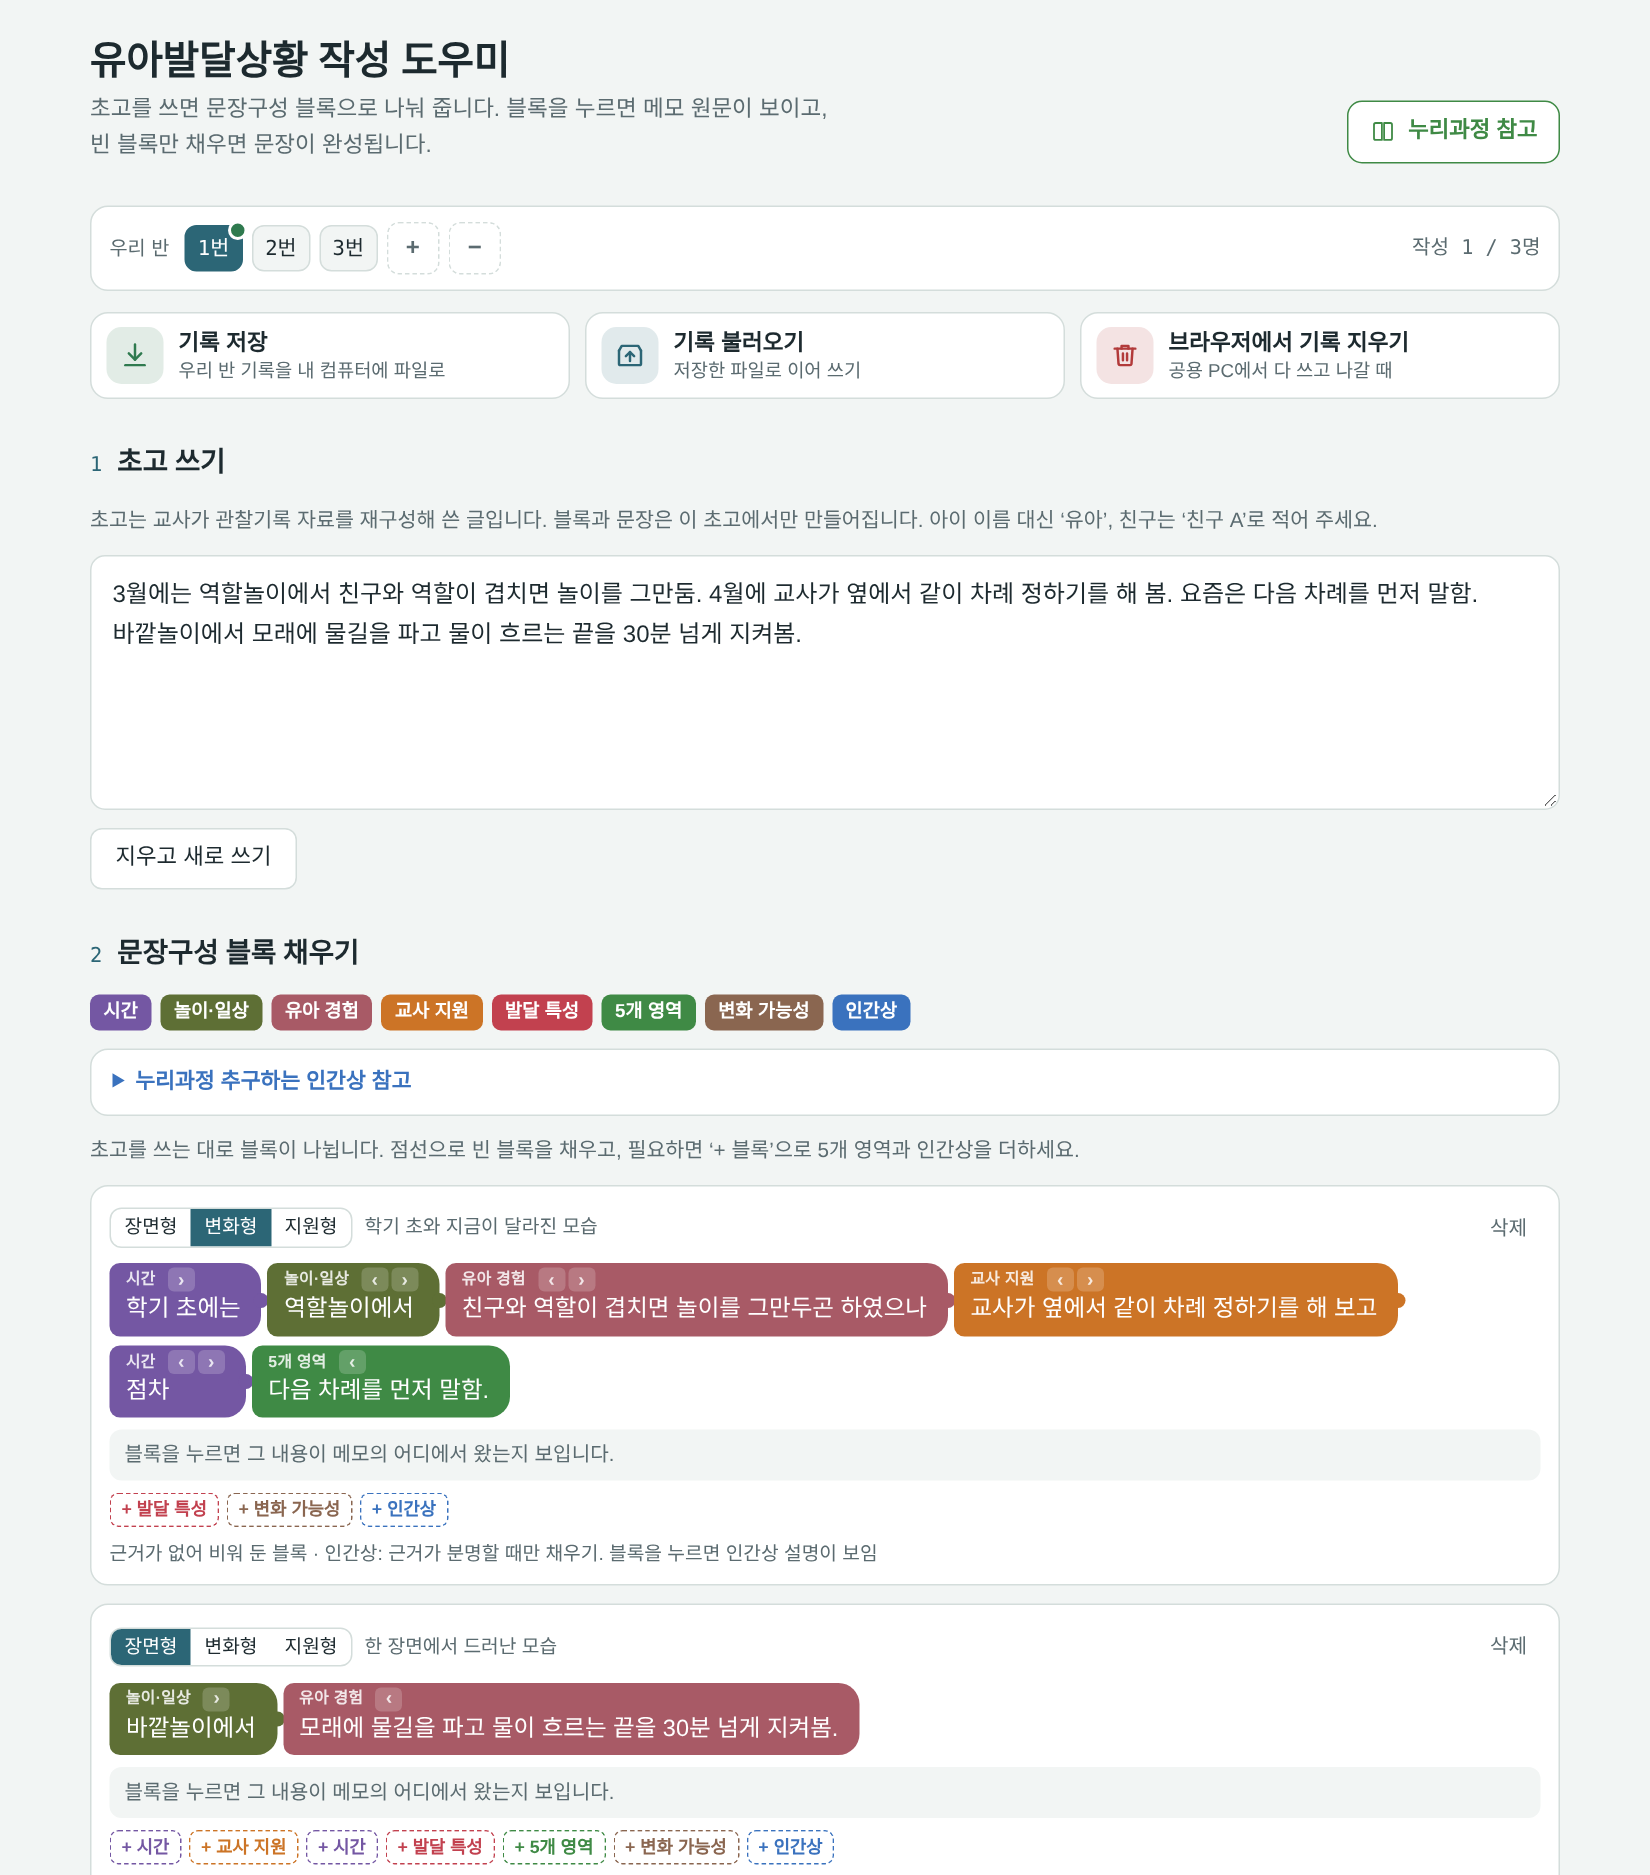 유아발달상황 작성 도우미
초고를 쓰면 문장구성 블록으로 나눠 줍니다. 블록을 누르면 메모 원문이 보이고,
빈 블록만 채우면 문장이 완성됩니다.
누리과정 참고
우리 반 1번 2번 3번 + − 작성 1 / 3명
기록 저장
우리 반 기록을 내 컴퓨터에 파일로
기록 불러오기
저장한 파일로 이어 쓰기
브라우저에서 기록 지우기
공용 PC에서 다 쓰고 나갈 때
1 초고 쓰기
초고는 교사가 관찰기록 자료를 재구성해 쓴 글입니다. 블록과 문장은 이 초고에서만 만들어집니다. 아이 이름 대신 ‘유아’, 친구는 ‘친구 A’로 적어 주세요.
3월에는 역할놀이에서 친구와 역할이 겹치면 놀이를 그만둠. 4월에 교사가 옆에서 같이 차례 정하기를 해 봄. 요즘은 다음 차례를 먼저 말함.
바깥놀이에서 모래에 물길을 파고 물이 흐르는 끝을 30분 넘게 지켜봄.
지우고 새로 쓰기
2 문장구성 블록 채우기
시간 놀이·일상 유아 경험 교사 지원 발달 특성 5개 영역 변화 가능성 인간상
▶ 누리과정 추구하는 인간상 참고
초고를 쓰는 대로 블록이 나뉩니다. 점선으로 빈 블록을 채우고, 필요하면 ‘+ 블록’으로 5개 영역과 인간상을 더하세요.
장면형 변화형 지원형 학기 초와 지금이 달라진 모습 삭제
시간 › 놀이·일상 ‹ › 유아 경험 ‹ › 교사 지원 ‹ ›
학기 초에는 역할놀이에서 친구와 역할이 겹치면 놀이를 그만두곤 하였으나 교사가 옆에서 같이 차례 정하기를 해 보고
시간 ‹ › 5개 영역 ‹
점차 다음 차례를 먼저 말함.
블록을 누르면 그 내용이 메모의 어디에서 왔는지 보입니다.
+ 발달 특성 + 변화 가능성 + 인간상
근거가 없어 비워 둔 블록 · 인간상: 근거가 분명할 때만 채우기. 블록을 누르면 인간상 설명이 보임
장면형 변화형 지원형 한 장면에서 드러난 모습 삭제
놀이·일상 › 유아 경험 ‹
바깥놀이에서 모래에 물길을 파고 물이 흐르는 끝을 30분 넘게 지켜봄.
블록을 누르면 그 내용이 메모의 어디에서 왔는지 보입니다.
+ 시간 + 교사 지원 + 시간 + 발달 특성 + 5개 영역 + 변화 가능성 + 인간상